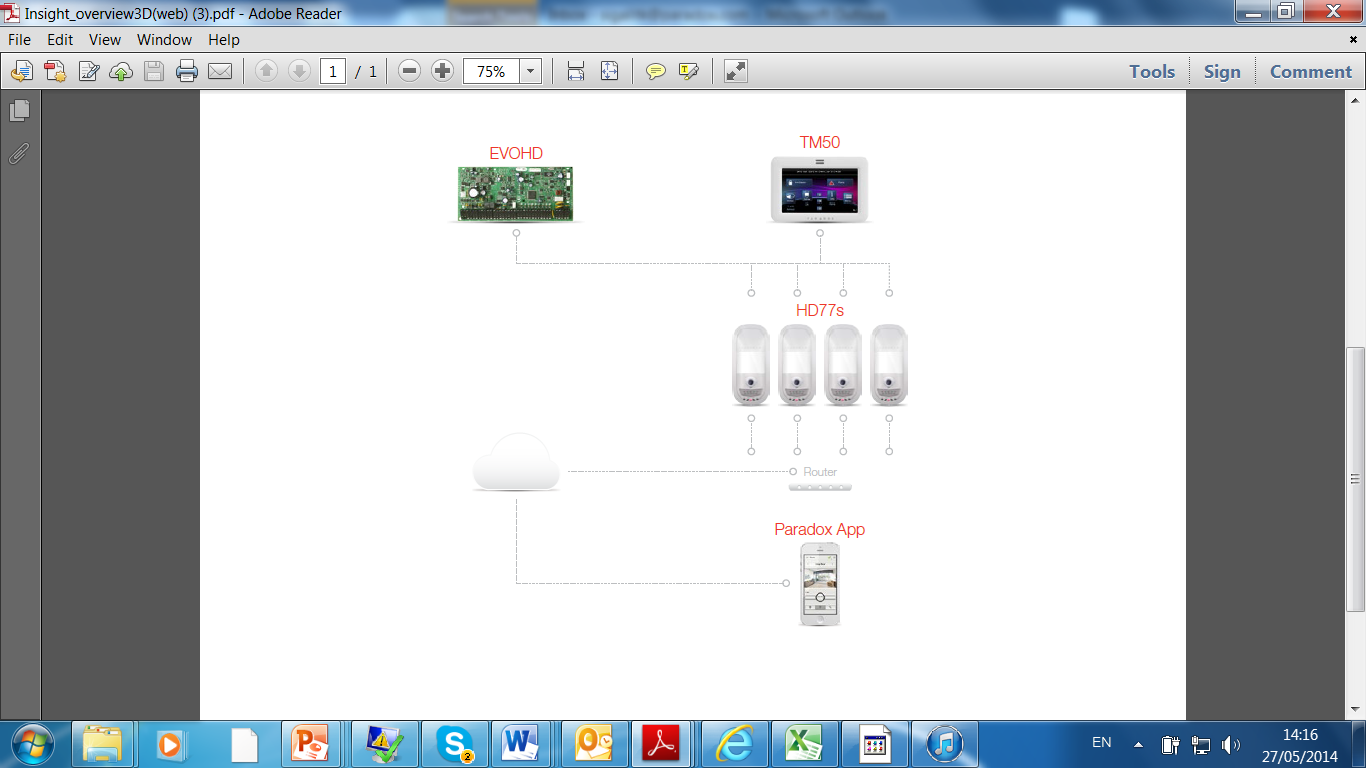 Insight_overview3D(web) (3).pdf - Adobe Reader
File Edit View Window Help
1 / 1 75% Tools Sign Comment
EVOHD
TM50
HD77s
Router
Paradox App
EN 14:16
27/05/2014